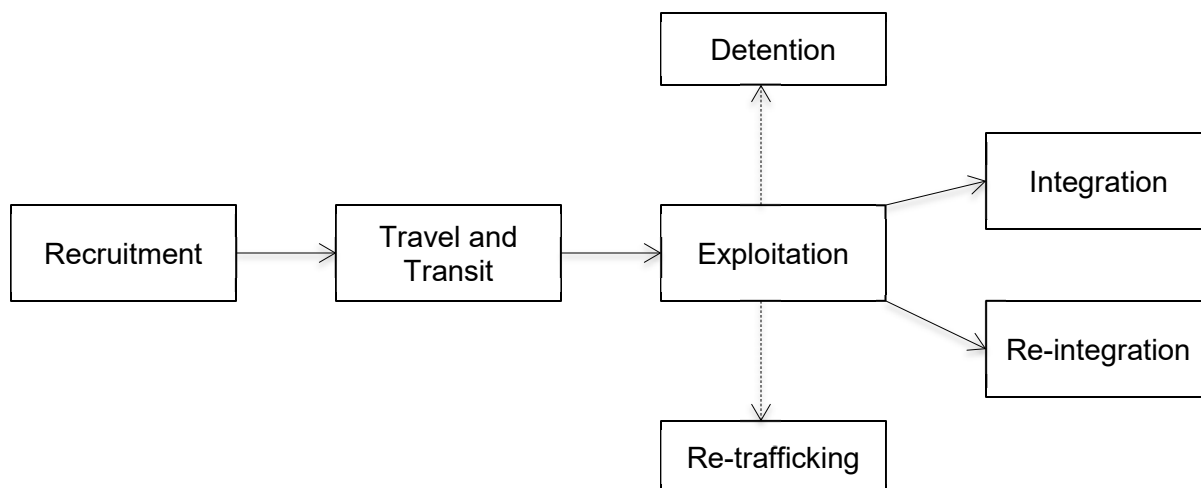 Detention
Integration
Recruitment
Travel and
Transit
Exploitation
Re-integration
Re-trafficking